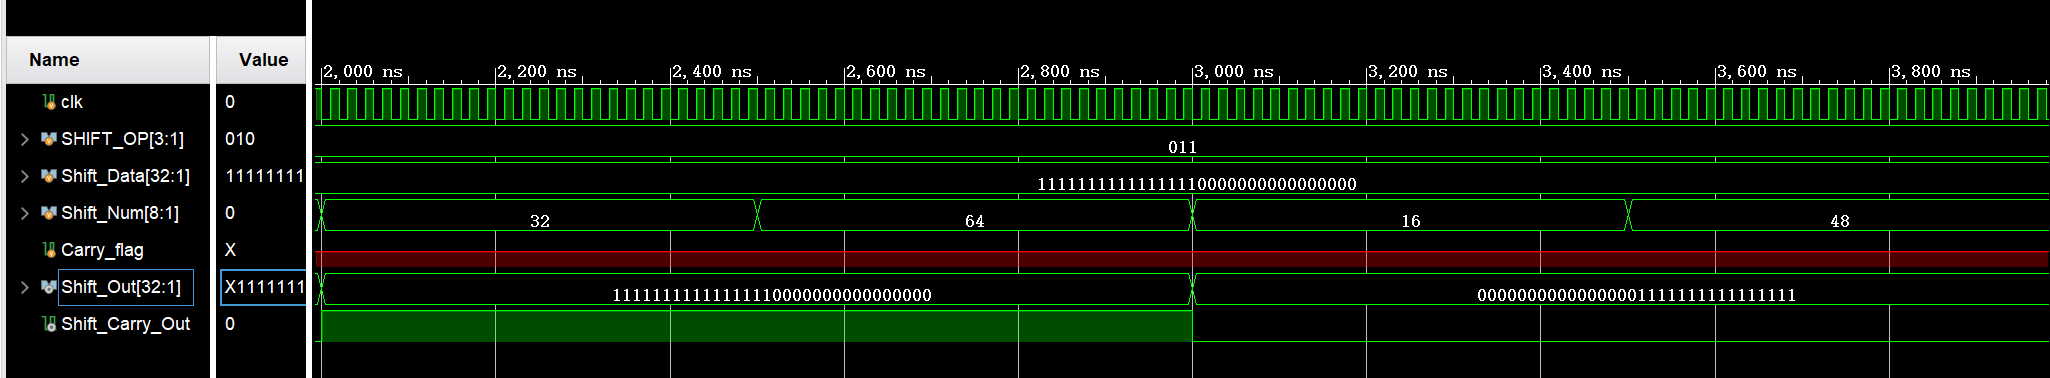 Name Value
2,000 ns 2,200 ns 2,400 ns 2,600 ns 2,800 ns 3,000 ns 3,200 ns 3,400 ns 3,600 ns 3,800 ns
clk 0
SHIFT_OP[3:1] 010 011
Shift_Data[32:1] 11111111 11111111111111110000000000000000
Shift_Num[8:1] 0 32 64 16 48
Carry_flag X
Shift_Out[32:1] X1111111 11111111111111110000000000000000 00000000000000001111111111111111
Shift_Carry_Out 0